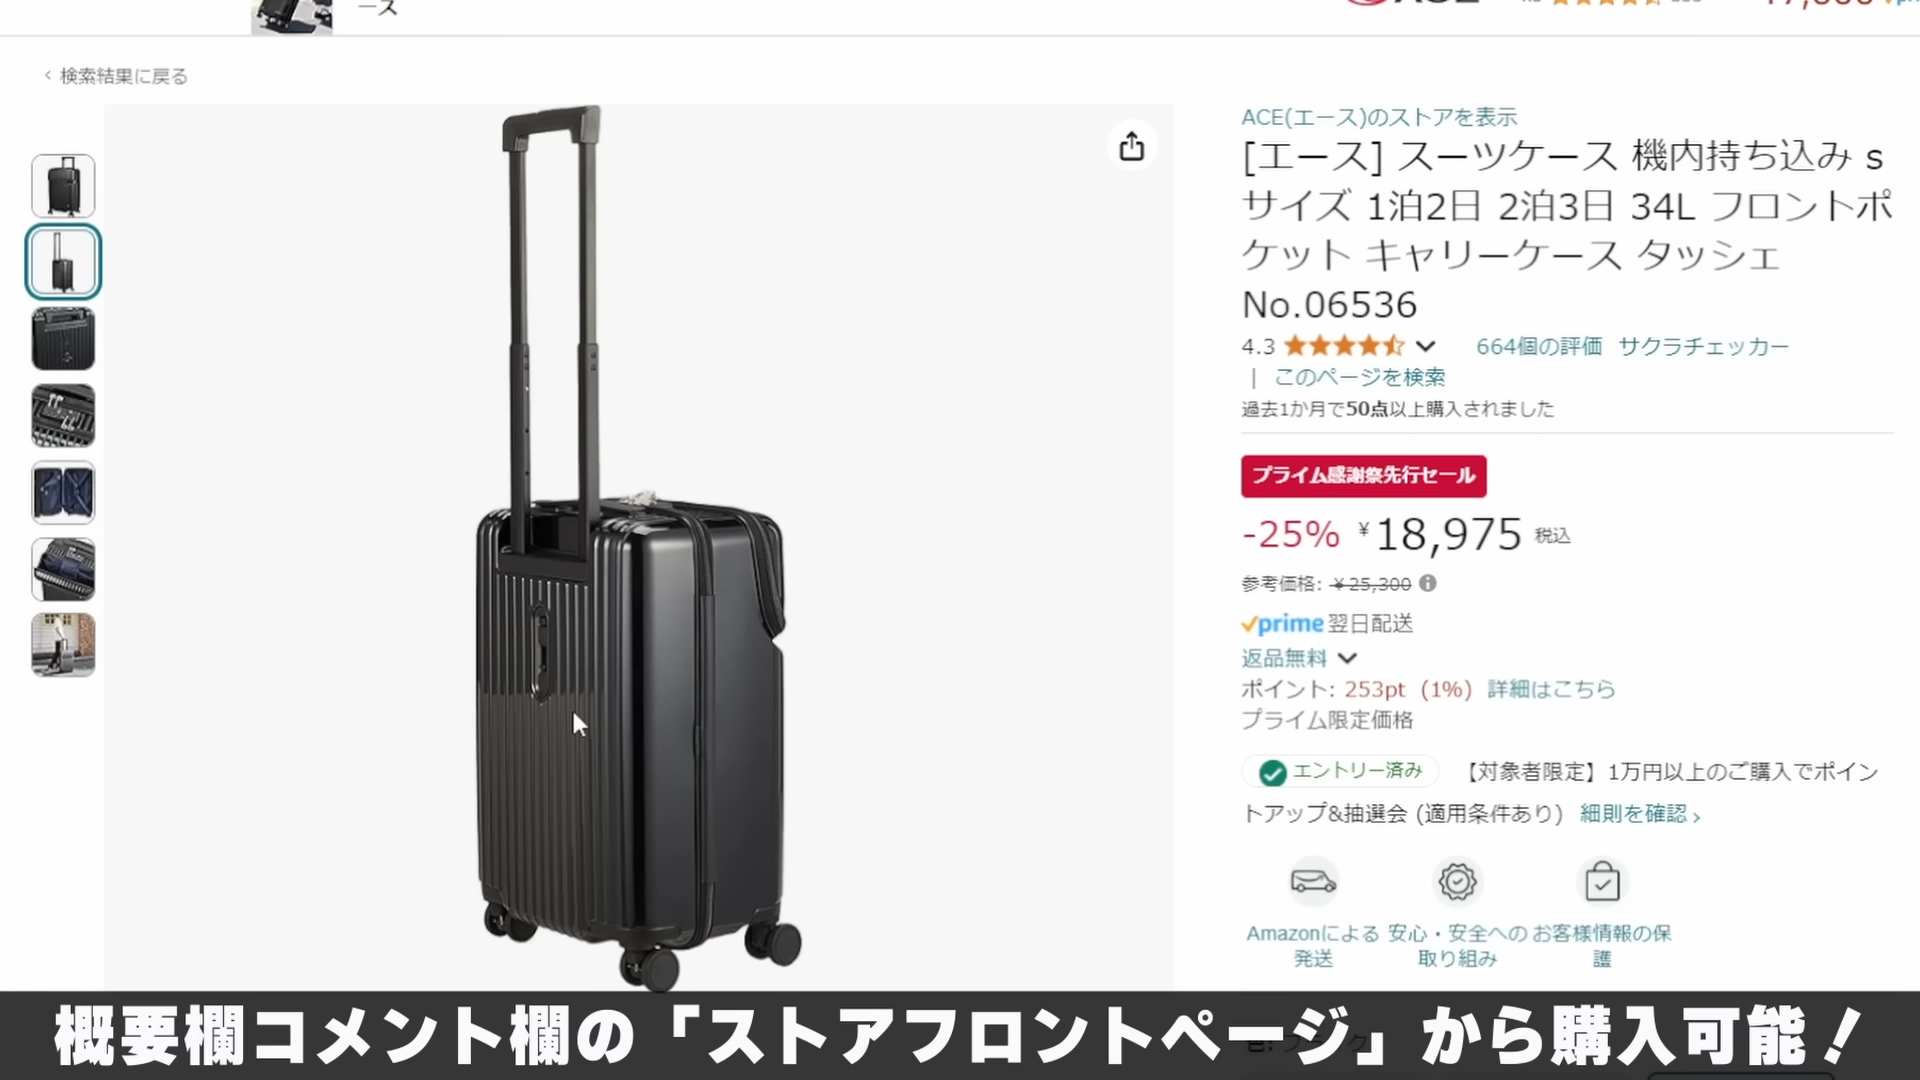 ース
検索結果に戻る
ACE(エース)のストアを表示
[エース] スーツケース 機内持ち込み s
サイズ 1泊2日 2泊3日 34L フロントポ
ケット キャリーケース タッシェ
No.06536
4.3 664個の評価 サクラチェッカー
| このページを検索
過去1か月で50点以上購入されました
プライム感謝祭先行セール
-25% ¥18,975 税込
参考価格: ¥25,300
prime 翌日配送
返品無料
ポイント: 253pt (1%) 詳細はこちら
プライム限定価格
エントリー済み 【対象者限定】1万円以上のご購入でポイン
トアップ&抽選会 (適用条件あり) 細則を確認 ›
Amazonによる
発送
安心・安全への
取り組み
お客様情報の保
護
概要欄コメント欄の「ストアフロントページ」から購入可能!